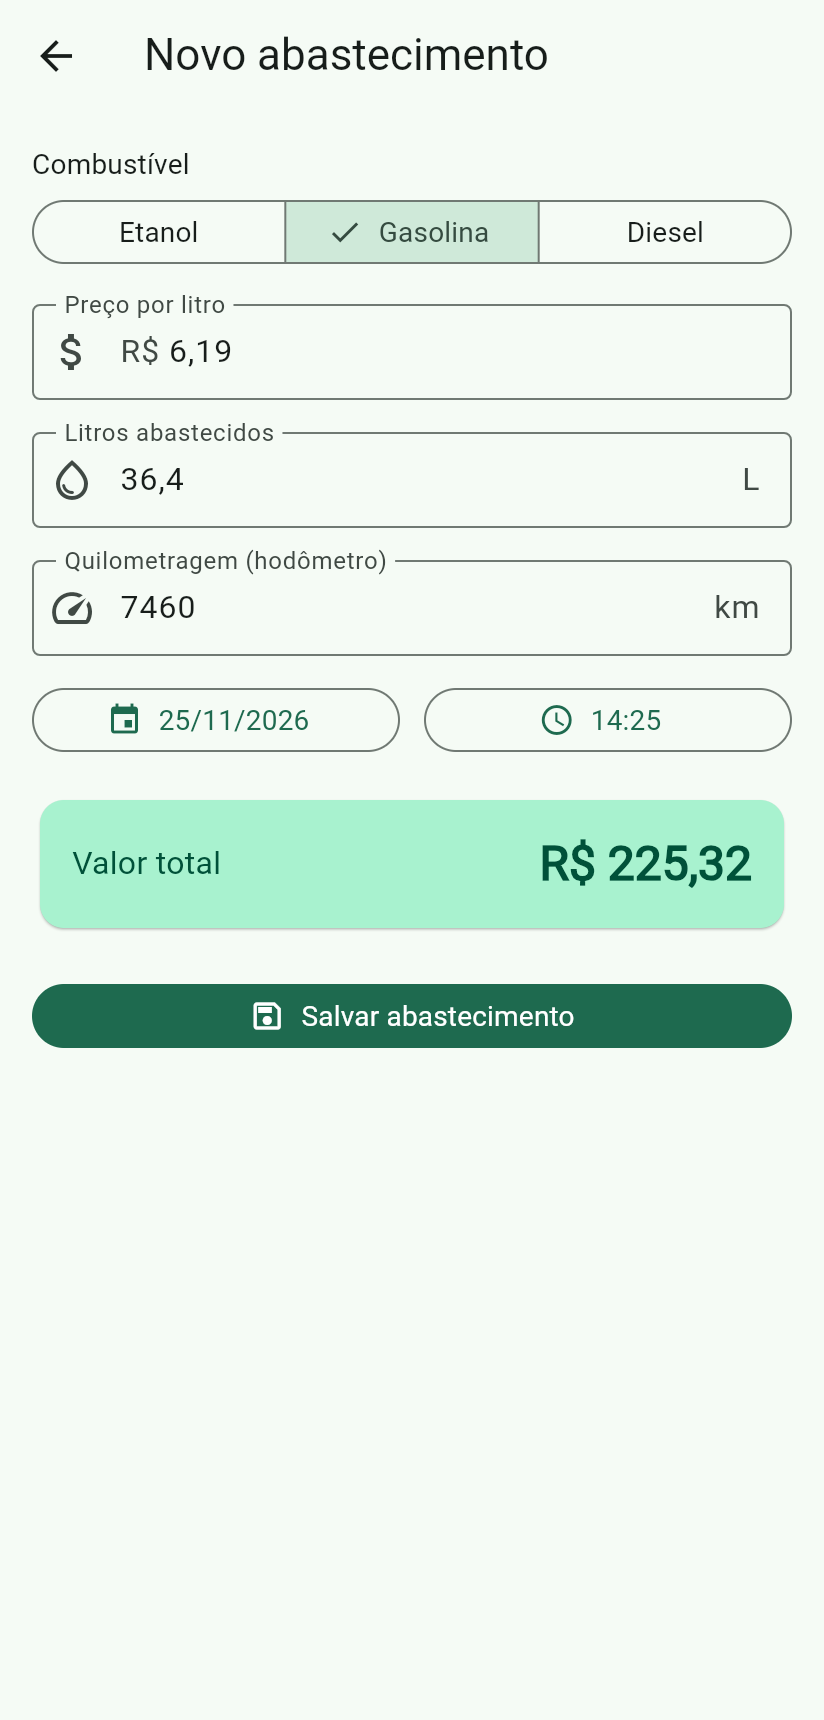 Novo abastecimento
Combustível
Etanol Gasolina Diesel
Preço por litro
R$ 6,19
Litros abastecidos
36,4 L
Quilometragem (hodômetro)
7460 km
25/11/2026 14:25
Valor total R$ 225,32
Salvar abastecimento